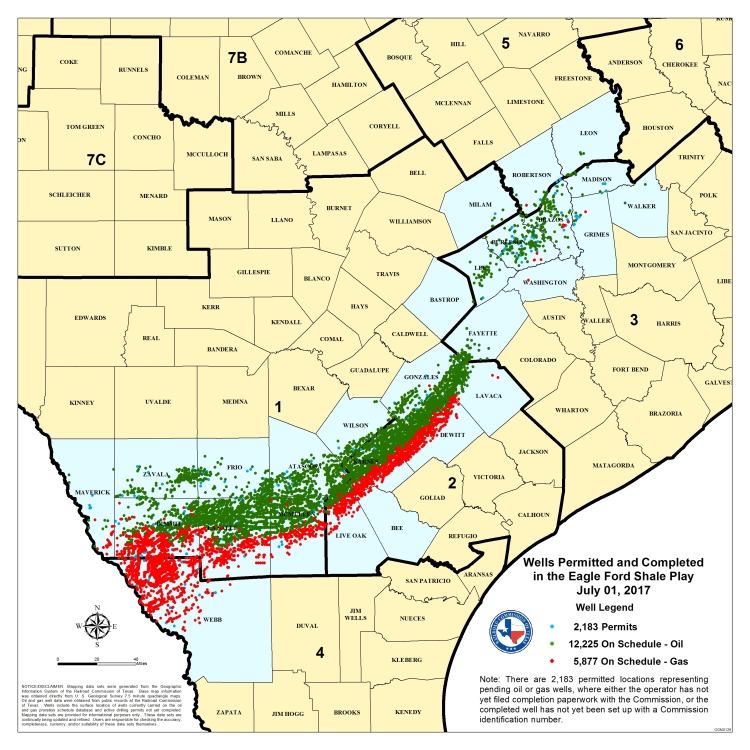 COKE
RUNNELS
COLEMAN
7B
BROWN
COMANCHE
HAMILTON
BOSQUE
HILL
5
NAVARRO
ANDERSON
6
CHEROKEE
FREESTONE
MCLENNAN
LIMESTONE
MILLS
TOM GREEN
CONCHO
MCCULLOCH
SAN SABA
LAMPASAS
CORYELL
FALLS
LEON
HOUSTON
7C
TRINITY
BELL
ROBERTSON
MADISON
SCHLEICHER
MENARD
MASON
LLANO
BURNET
MILAM
WALKER
POLK
WILLIAMSON
BRAZOS
GRIMES
SAN JACINTO
SUTTON
KIMBLE
BURLESON
GILLESPIE
BLANCO
TRAVIS
LEE
WASHINGTON
MONTGOMERY
BASTROP
EDWARDS
KERR
HAYS
AUSTIN
WALLER
3
HARRIS
REAL
KENDALL
COMAL
CALDWELL
FAYETTE
BANDERA
COLORADO
GUADALUPE
GONZALES
FORT BEND
KINNEY
UVALDE
MEDINA
BEXAR
1
LAVACA
WHARTON
BRAZORIA
WILSON
DEWITT
JACKSON
MATAGORDA
ZAVALA
FRIO
MAVERICK
2
VICTORIA
GOLIAD
CALHOUN
BEE
LIVE OAK
REFUGIO
SAN PATRICIO
ARANSAS
WEBB
DUVAL
JIM
WELLS
NUECES
4
KLEBERG
ZAPATA
JIM HOGG
BROOKS
KENEDY
N
W
E
S
0
20
40
Miles
Wells Permitted and Completed
in the Eagle Ford Shale Play
July 01, 2017
Well Legend
2,183 Permits
12,225 On Schedule - Oil
5,877 On Schedule - Gas
Note: There are 2,183 permitted locations representing
pending oil or gas wells, where either the operator has not
yet filed completion paperwork with the Commission, or the
completed well has not yet been set up with a Commission
identification number.